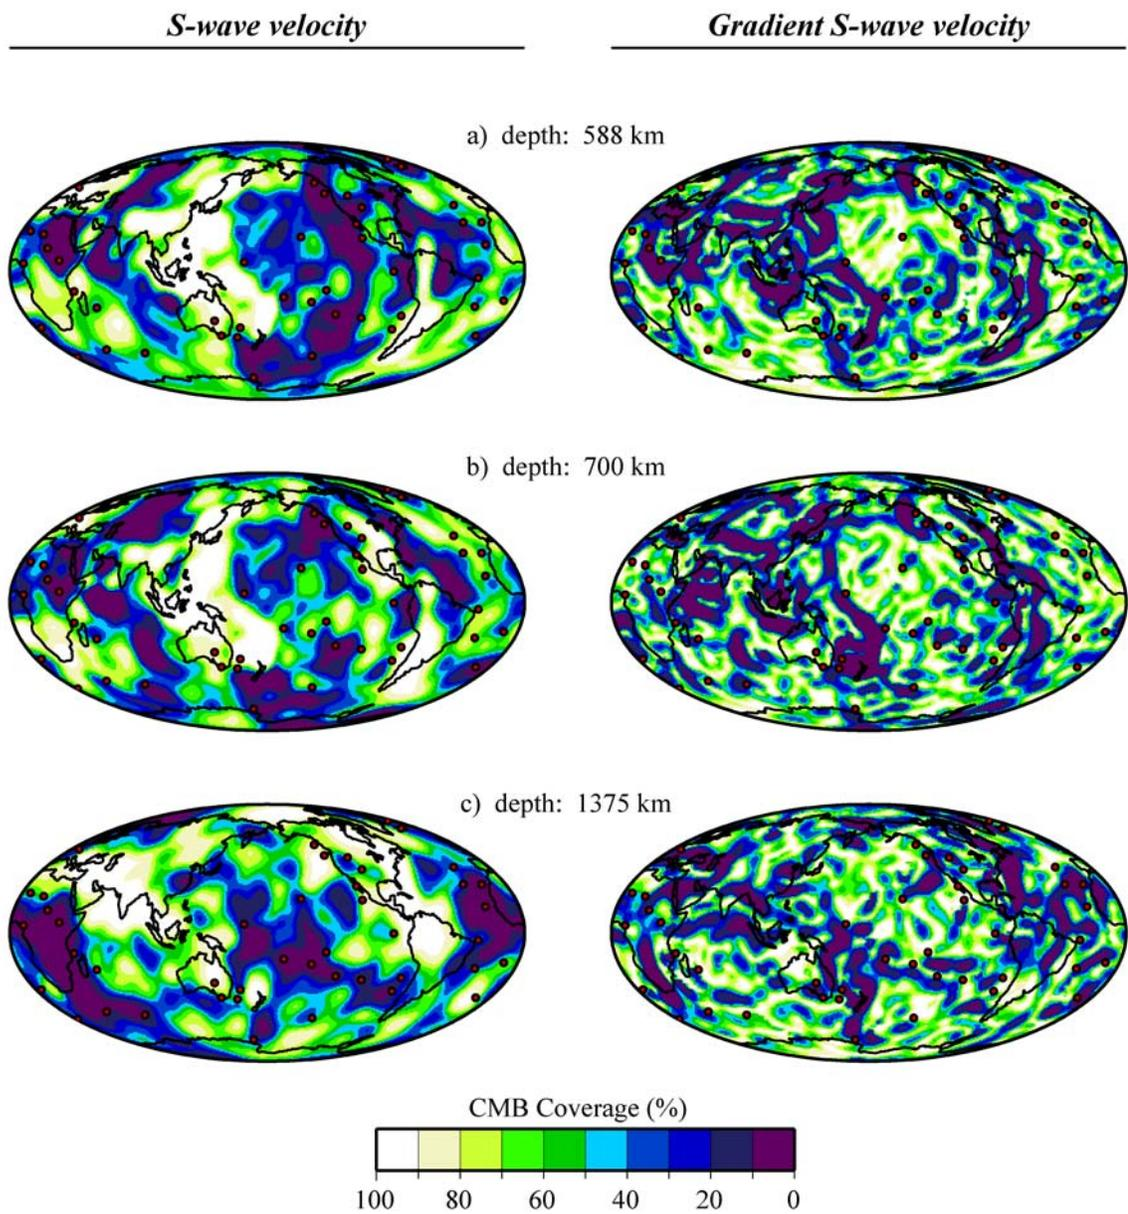 S-wave velocity
Gradient S-wave velocity
a) depth: 588 km
b) depth: 700 km
c) depth: 1375 km
CMB Coverage (%)
100 80 60 40 20 0